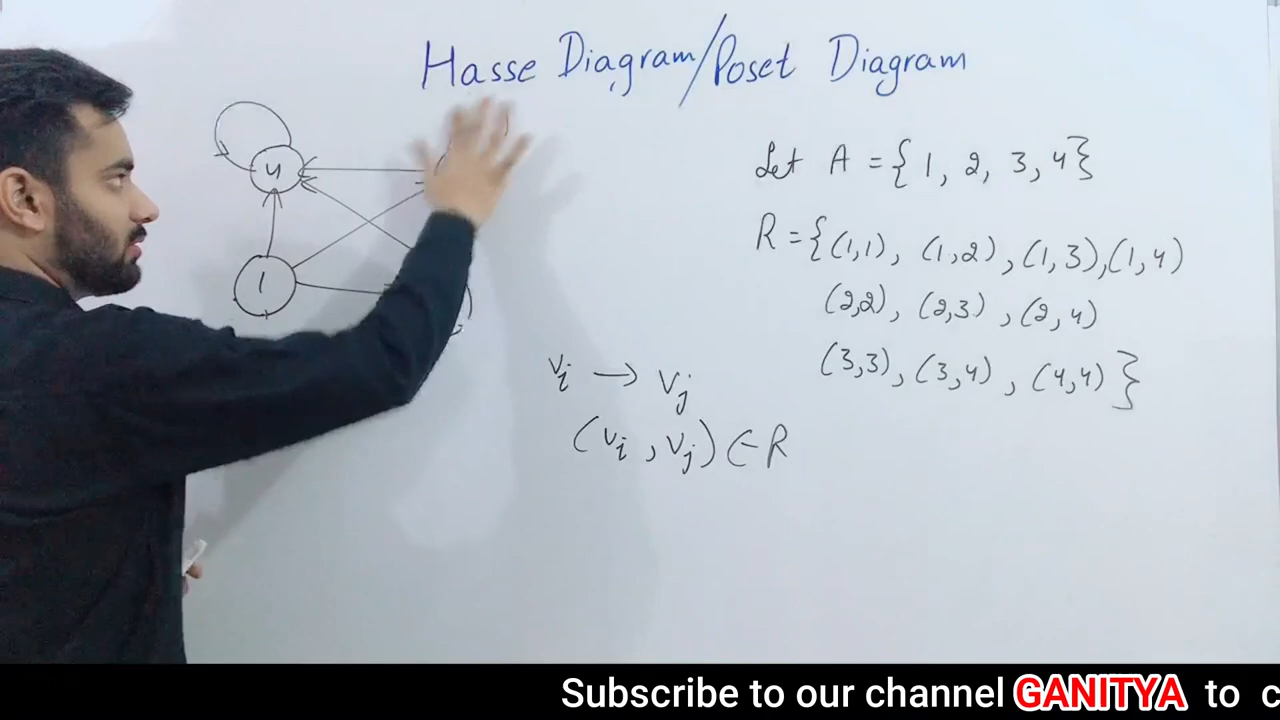 Hasse Diagram/Poset Diagram
4
1
Let A = {1, 2, 3, 4}
R = {(1,1), (1,2), (1,3), (1,4)
(2,2), (2,3), (2,4)
(3,3), (3,4), (4,4)}
vi → vj
(vi, vj) ∈ R
Subscribe to our channel GANITYA to